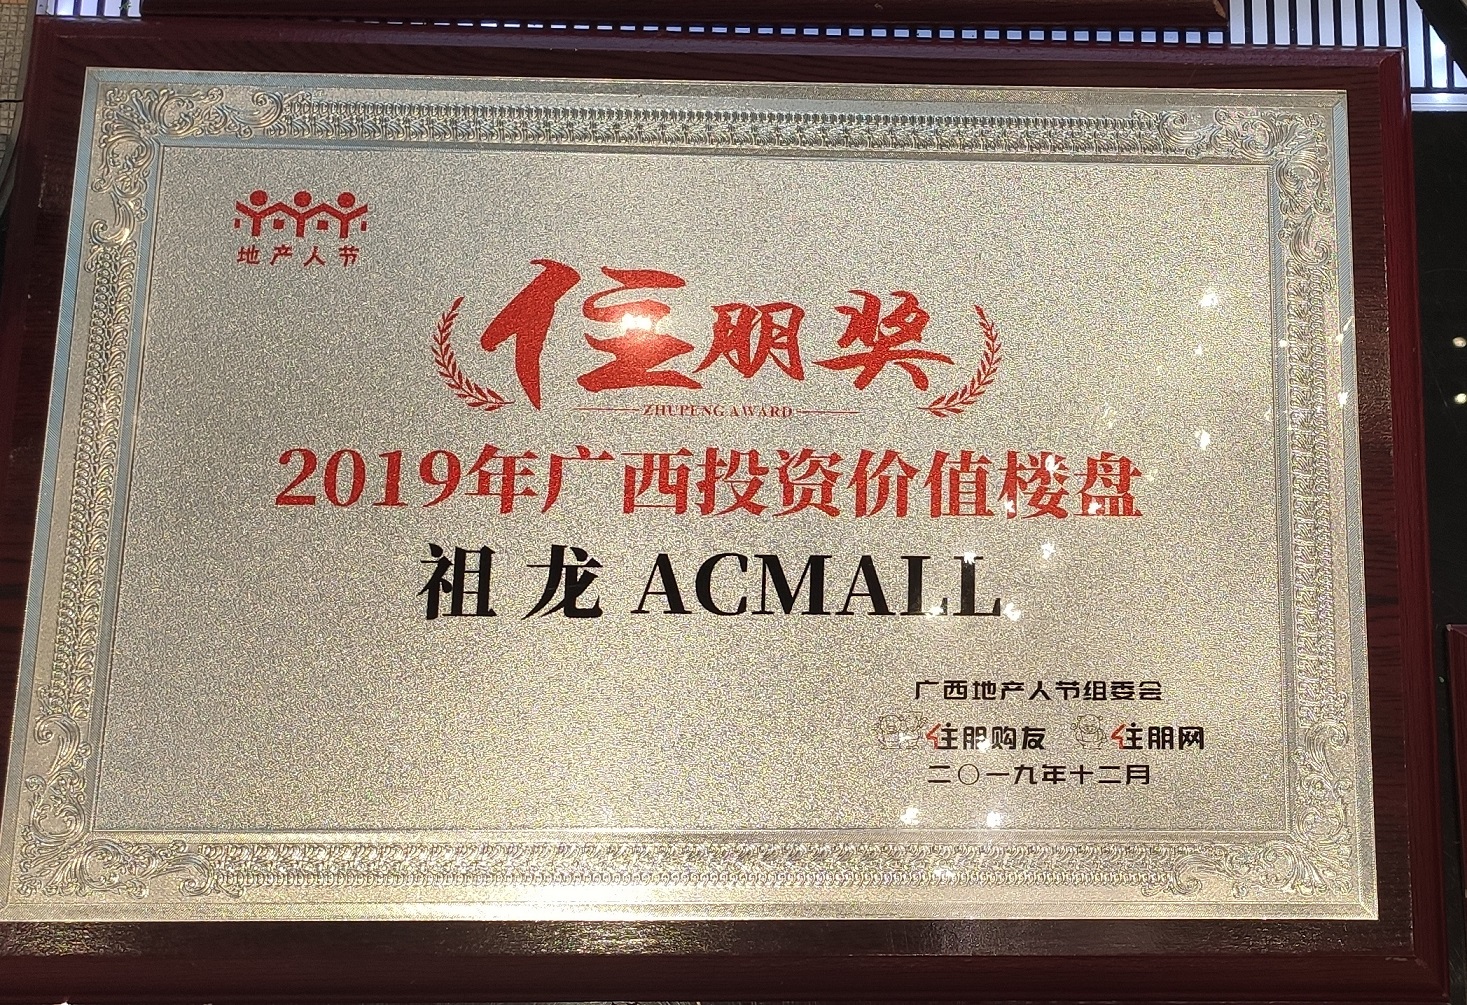 地产人节
住朋奖
ZHUPENG AWARD
2019年广西投资价值楼盘
祖龙 ACMALL
广西地产人节组委会
住朋购友 住朋网
二〇一九年十二月